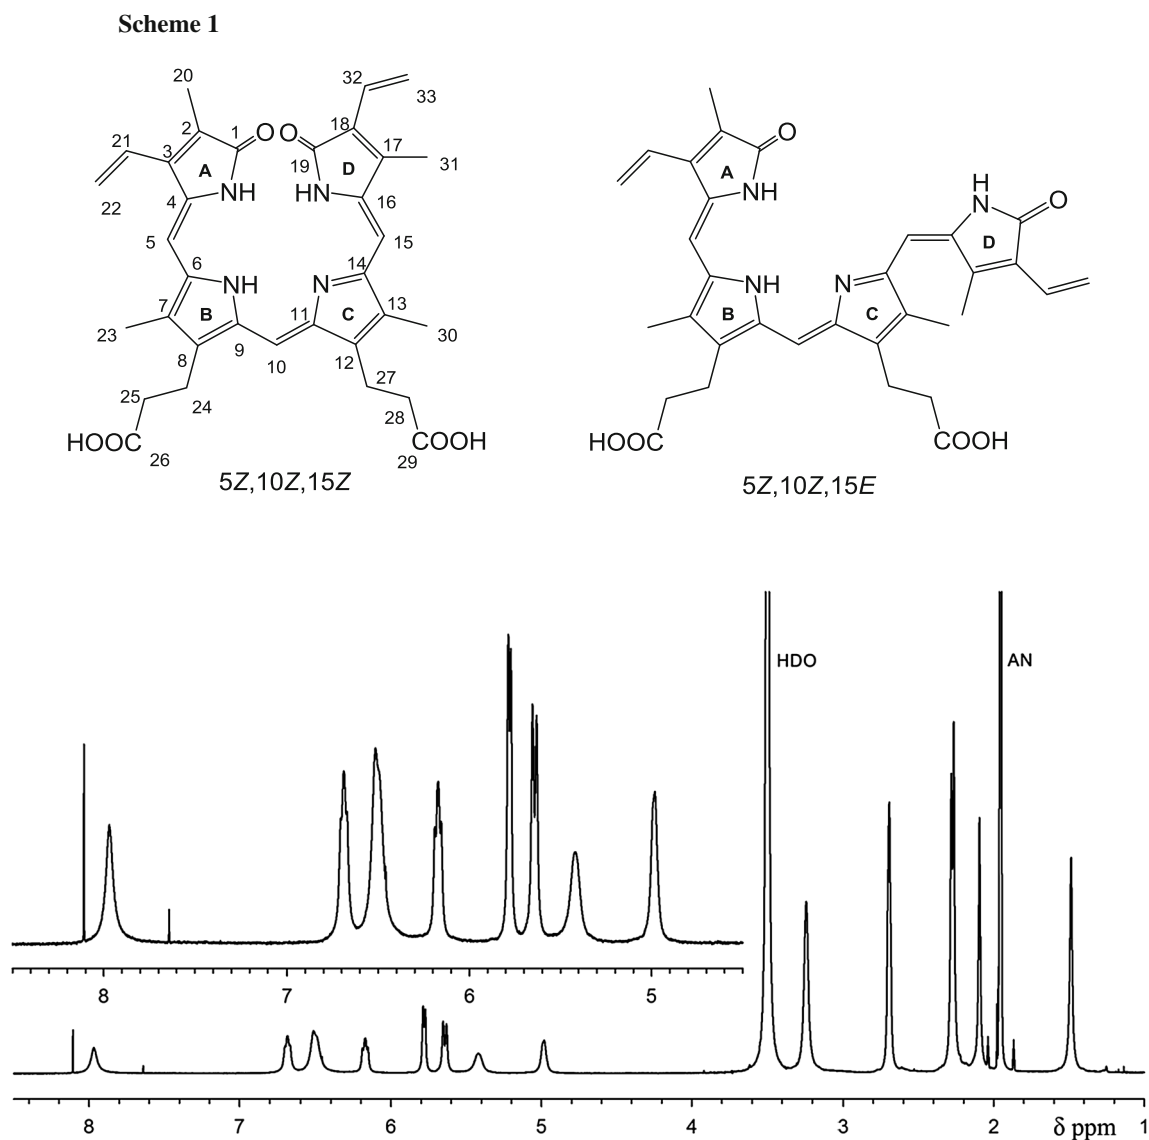 Scheme 1
20
32
33
21
2
1
O
O
18
17
3
A
19
D
31
22
4
NH
HN
16
5
15
6
NH
N
14
7
B
11
C
13
23
9
30
8
10
12
25
24
27
28
HOOC
26
COOH
29
5Z,10Z,15Z
O
A
NH
H
N
O
D
NH
N
B
C
HOOC
COOH
5Z,10Z,15E
HDO
AN
8
7
6
5
8
7
6
5
4
3
2
δ ppm
1